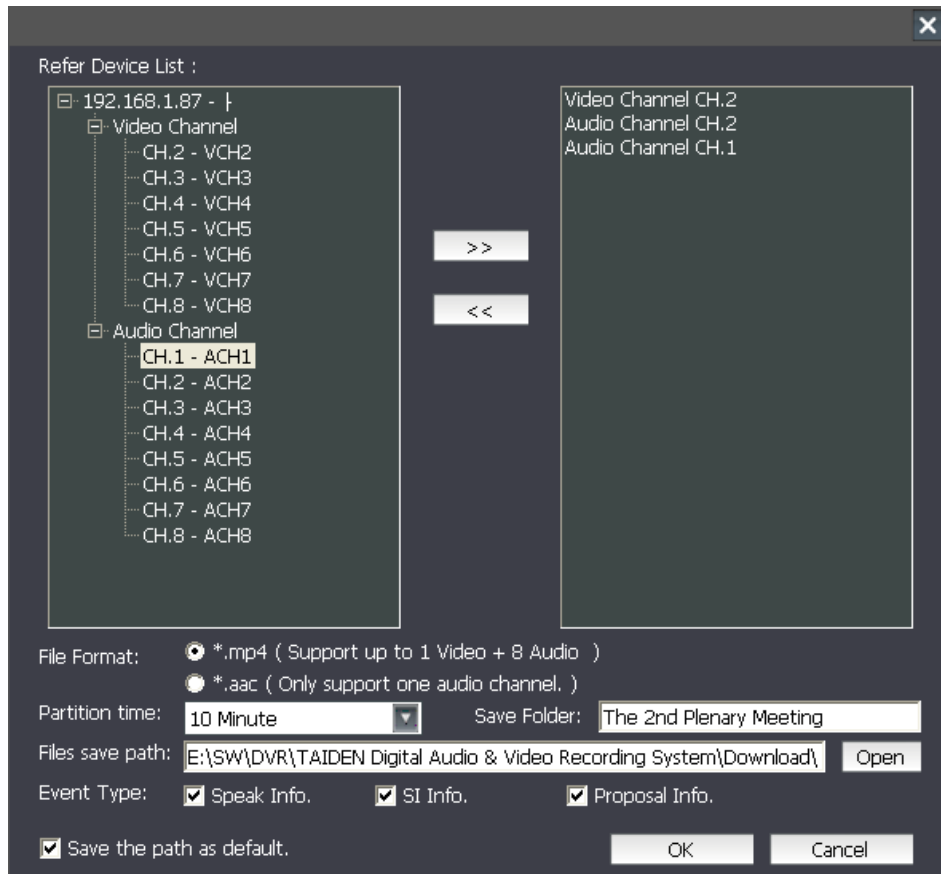 Refer Device List :
192.168.1.87 -
Video Channel
CH.2 - VCH2
CH.3 - VCH3
CH.4 - VCH4
CH.5 - VCH5
CH.6 - VCH6
CH.7 - VCH7
CH.8 - VCH8
Audio Channel
CH.1 - ACH1
CH.2 - ACH2
CH.3 - ACH3
CH.4 - ACH4
CH.5 - ACH5
CH.6 - ACH6
CH.7 - ACH7
CH.8 - ACH8
>>
<<
Video Channel CH.2
Audio Channel CH.2
Audio Channel CH.1
File Format: *.mp4 ( Support up to 1 Video + 8 Audio )
*.aac ( Only support one audio channel. )
Partition time: 10 Minute Save Folder: The 2nd Plenary Meeting
Files save path: E:\SW\DVR\TAIDEN Digital Audio & Video Recording System\Download\ Open
Event Type: Speak Info. SI Info. Proposal Info.
Save the path as default. OK Cancel